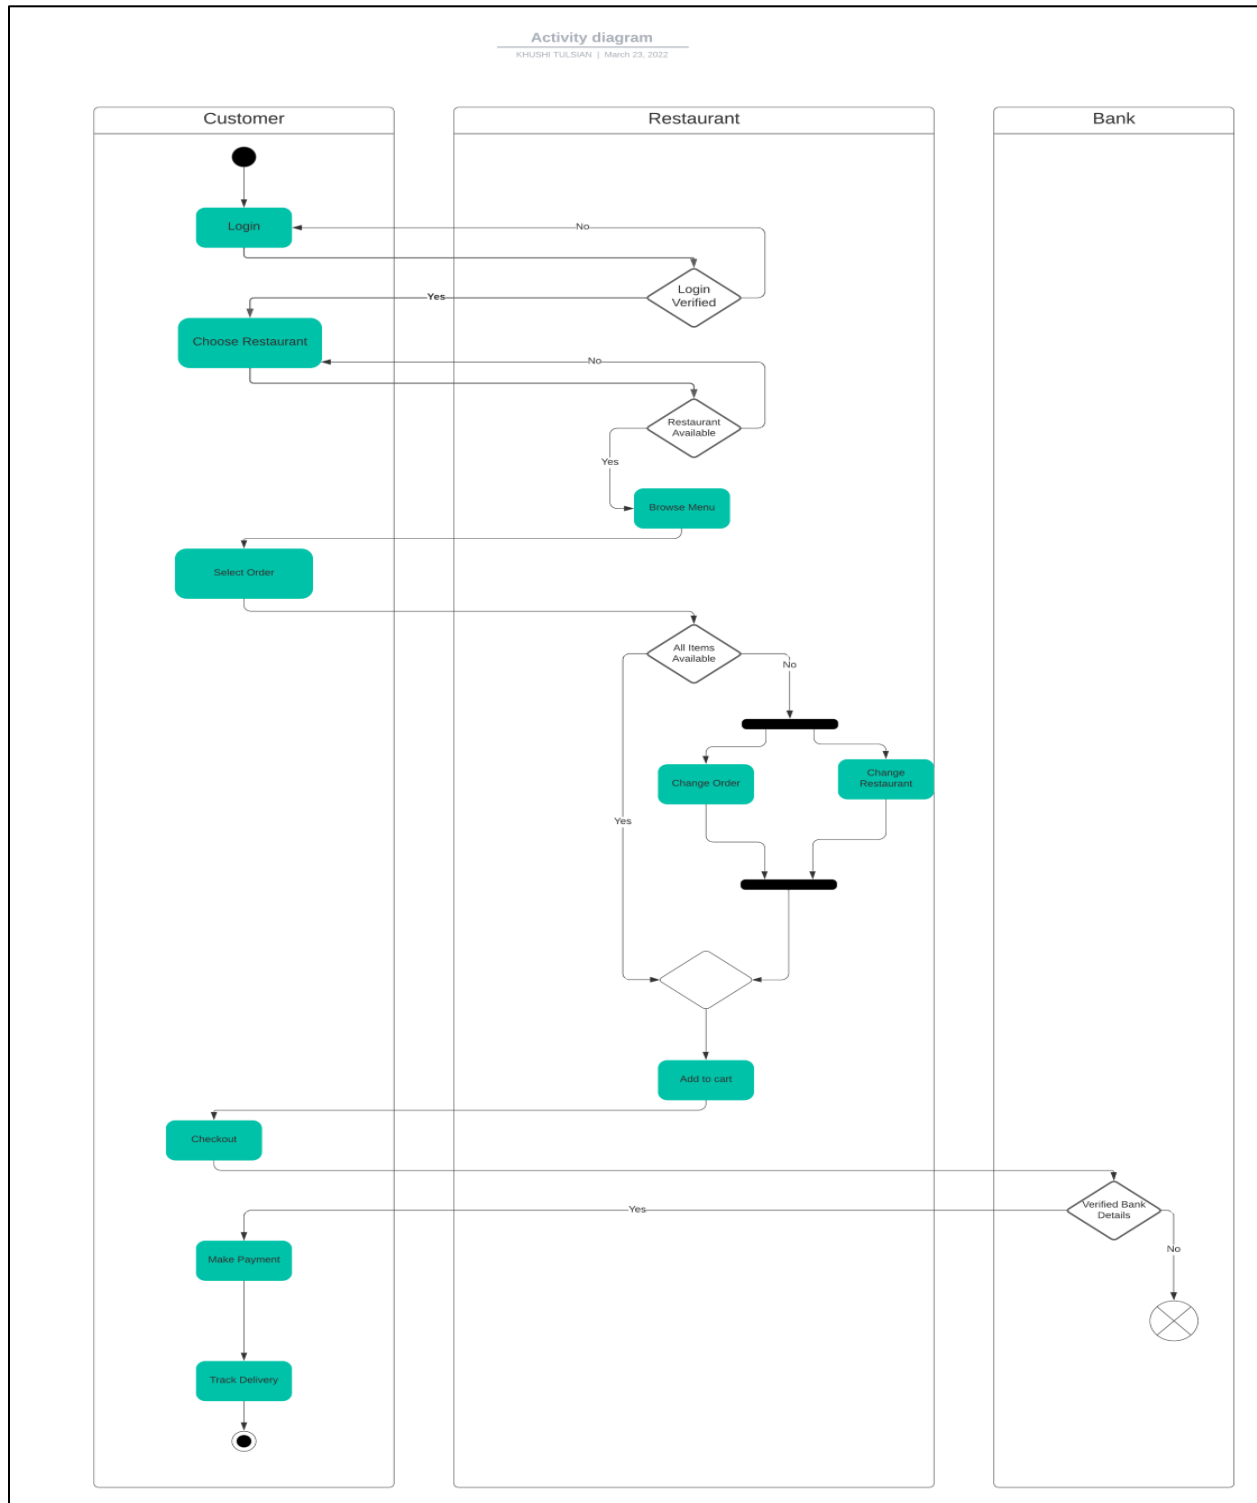 Activity diagram
KHUSHI TULSIAN | March 23, 2022
Customer
Restaurant
Bank
Login
No
Login
Verified
Yes
Choose Restaurant
No
Restaurant
Available
Yes
Browse Menu
Select Order
All Items
Available
No
Change Order
Change
Restaurant
Yes
Add to cart
Checkout
Verified Bank
Details
Yes
No
Make Payment
Track Delivery